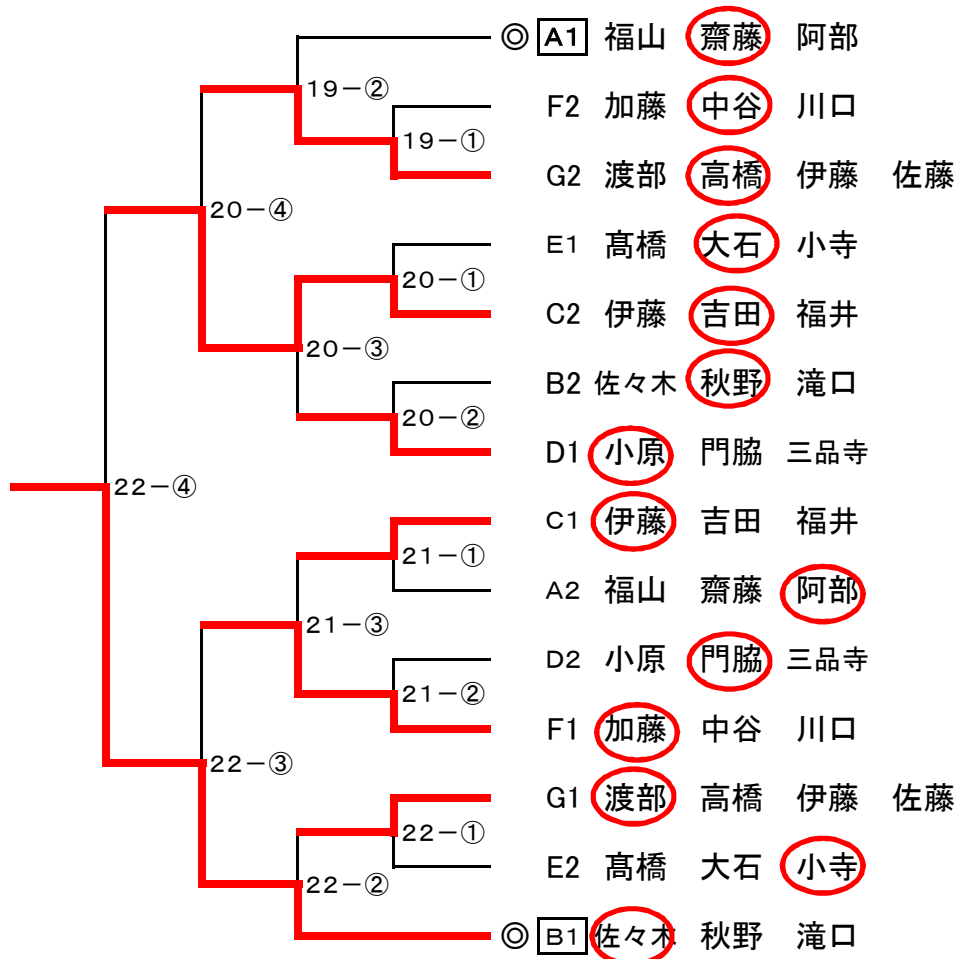 ◎ A1 福山 齋藤 阿部
19-②
F2 加藤 中谷 川口
19-①
G2 渡部 高橋 伊藤 佐藤
20-④
E1 髙橋 大石 小寺
20-①
C2 伊藤 吉田 福井
20-③
B2 佐々木 秋野 滝口
20-②
D1 小原 門脇 三品寺
22-④
C1 伊藤 吉田 福井
21-①
A2 福山 齋藤 阿部
21-③
D2 小原 門脇 三品寺
21-②
F1 加藤 中谷 川口
22-③
G1 渡部 高橋 伊藤 佐藤
22-①
E2 髙橋 大石 小寺
22-②
◎ B1 佐々木 秋野 滝口